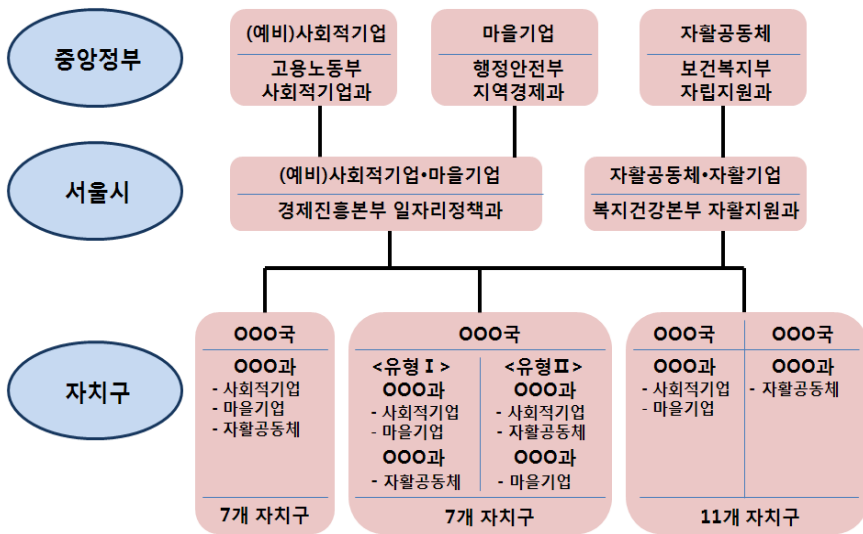 중앙정부
(예비)사회적기업
고용노동부
사회적기업과
마을기업
행정안전부
지역경제과
자활공동체
보건복지부
자립지원과
서울시
(예비)사회적기업•마을기업
경제진흥본부 일자리정책과
자활공동체•자활기업
복지건강본부 자활지원과
자치구
OOO국
OOO과
- 사회적기업
- 마을기업
- 자활공동체
7개 자치구
OOO국
<유형Ⅰ>
OOO과
- 사회적기업
- 마을기업
OOO과
- 자활공동체
<유형Ⅱ>
OOO과
- 사회적기업
- 자활공동체
OOO과
- 마을기업
7개 자치구
OOO국
OOO과
- 사회적기업
- 마을기업
OOO국
OOO과
- 자활공동체
11개 자치구